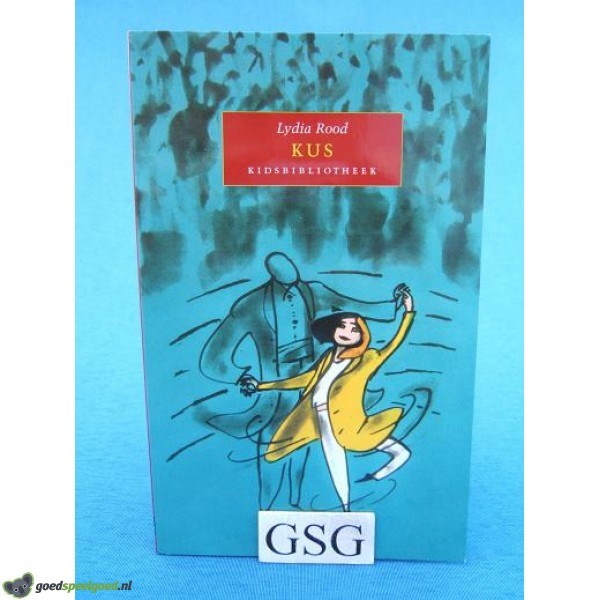 Lydia Rood
KUS
KIDSBIBLIOTHEEK
GSG
goedspeelgoed.nl